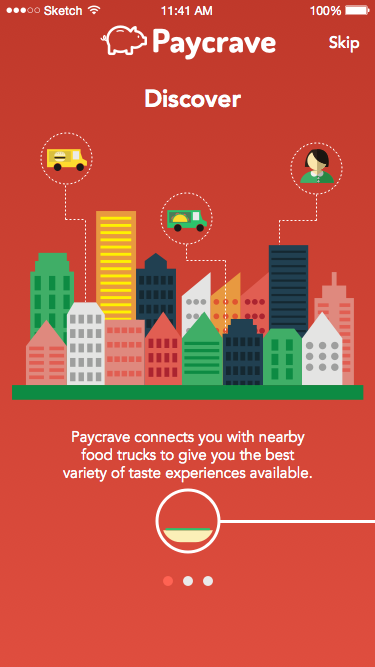 Sketch 11:41 AM 100%
Paycrave Skip
Discover
Paycrave connects you with nearby
food trucks to give you the best
variety of taste experiences available.